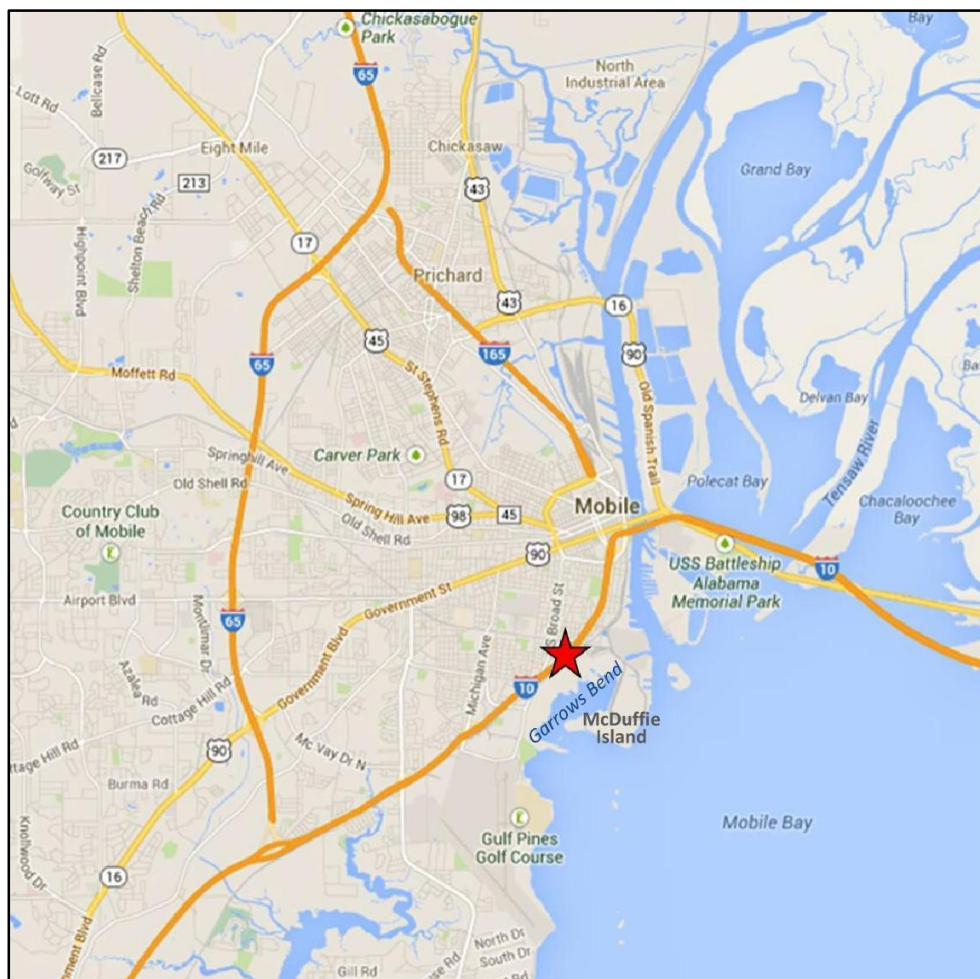 Chickasabogue
Park
Bay
65
North
Industrial Area
Bellcase Rd
Lott Rd
217
Eight Mile
Chickasaw
Golfway St
213
43
Grand Bay
Shelton Beach Rd
Highpoint Blvd
17
Prichard
43
16
45
165
90
65
Moffett Rd
St Stephens Rd
Old Spanish Trail
Delvan Bay
Tensaw River
Springhill Ave
Carver Park
Old Shell Rd
17
Polecat Bay
Chacaloochee
Bay
Spring Hill Ave
98
45
Mobile
Country Club
of Mobile
Old Shell Rd
90
USS Battleship
Alabama
Memorial Park
10
Airport Blvd
Government St
S Broad St
65
Montlimar Dr
Government Blvd
Michigan Ave
Azalea Rd
Cottage Hill Rd
10
Garrows Bend
McDuffie
Island
ttage Hill Rd
90
Mc Vay Dr N
Burma Rd
Knollwood Dr
Gulf Pines
Golf Course
Mobile Bay
16
nment Blvd
North Dr
South Dr
Gill Rd